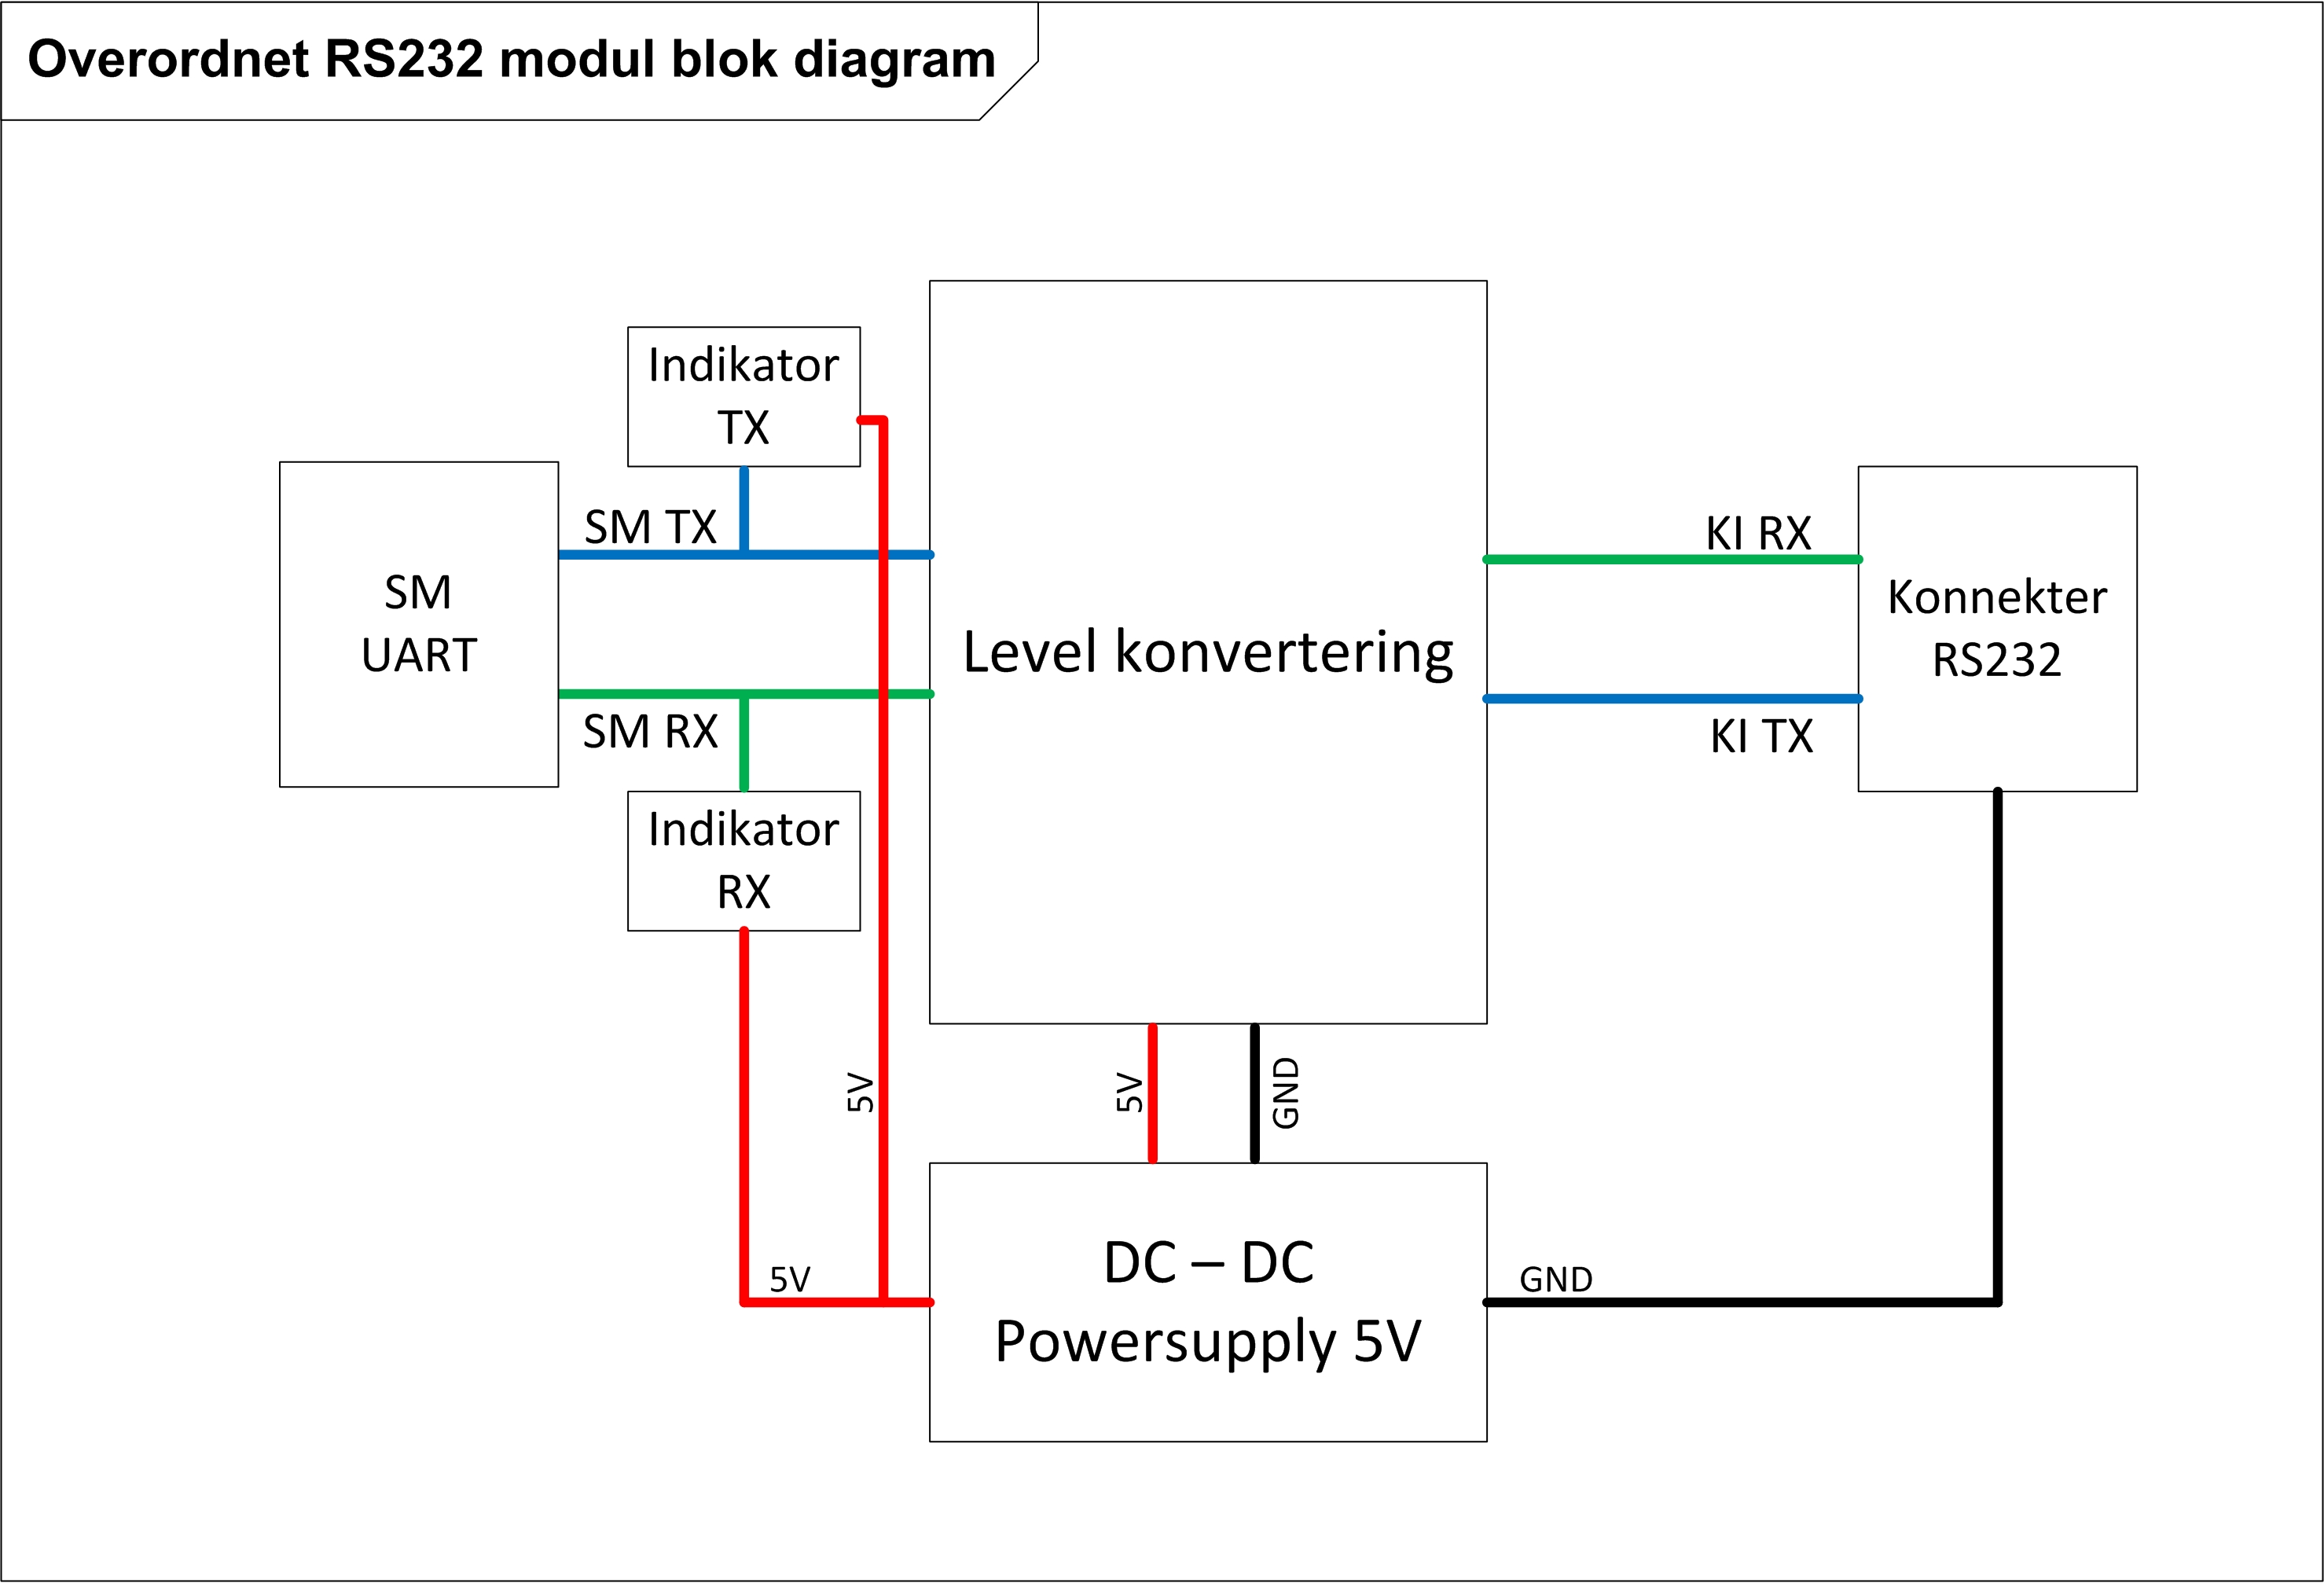 Overordnet RS232 modul blok diagram
Indikator
TX
SM TX
SM
UART
SM RX
Indikator
RX
Level konvertering
KI RX
Konnekter
RS232
KI TX
5V
5V
GND
5V
DC – DC
Powersupply 5V
GND